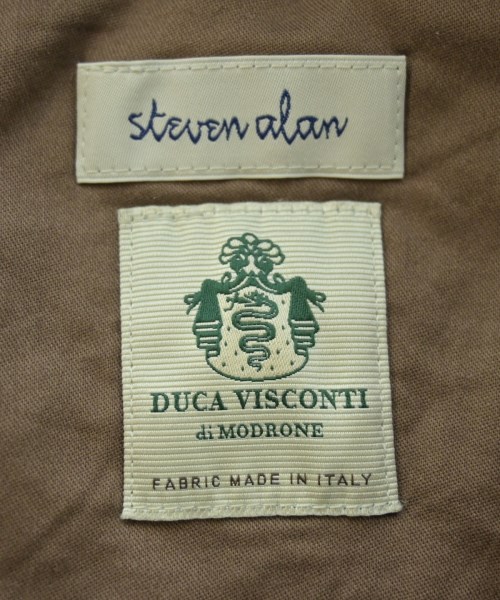 steven alan
DUCA VISCONTI
di MODRONE
FABRIC MADE IN ITALY